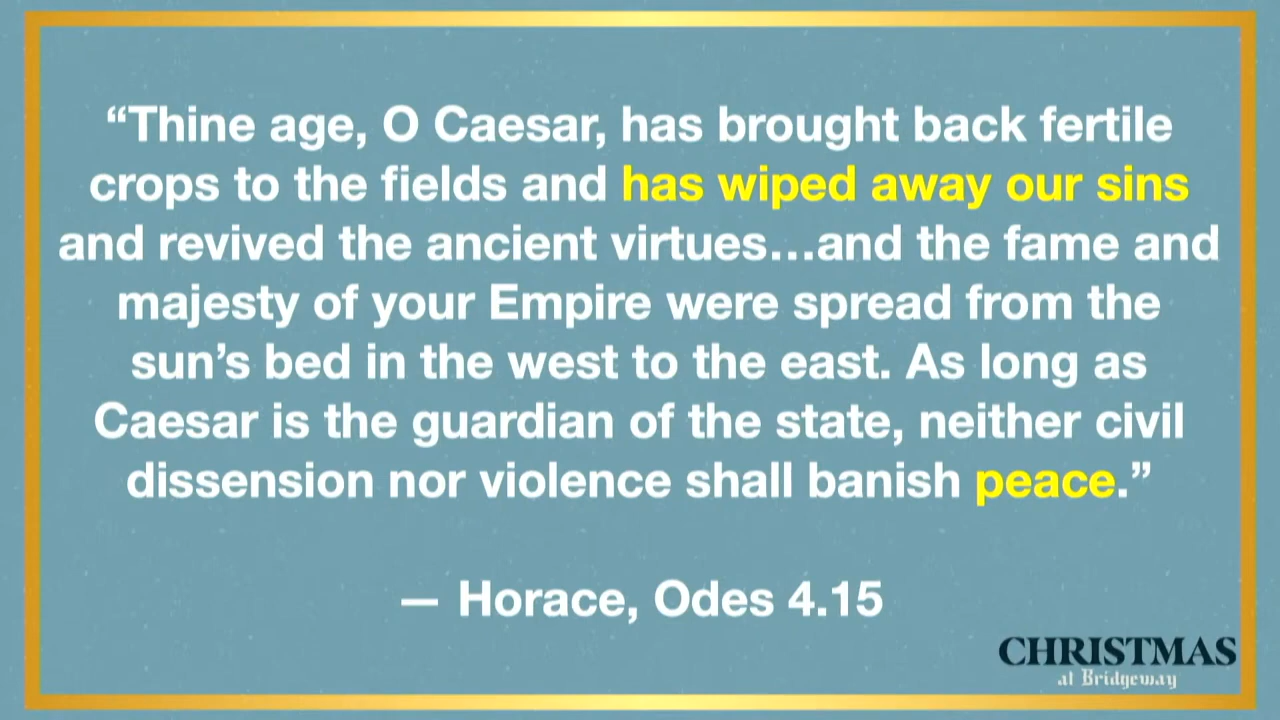 “Thine age, O Caesar, has brought back fertile
crops to the fields and has wiped away our sins
and revived the ancient virtues…and the fame and
majesty of your Empire were spread from the
sun’s bed in the west to the east. As long as
Caesar is the guardian of the state, neither civil
dissension nor violence shall banish peace.”
— Horace, Odes 4.15
CHRISTMAS
at Bridgeway